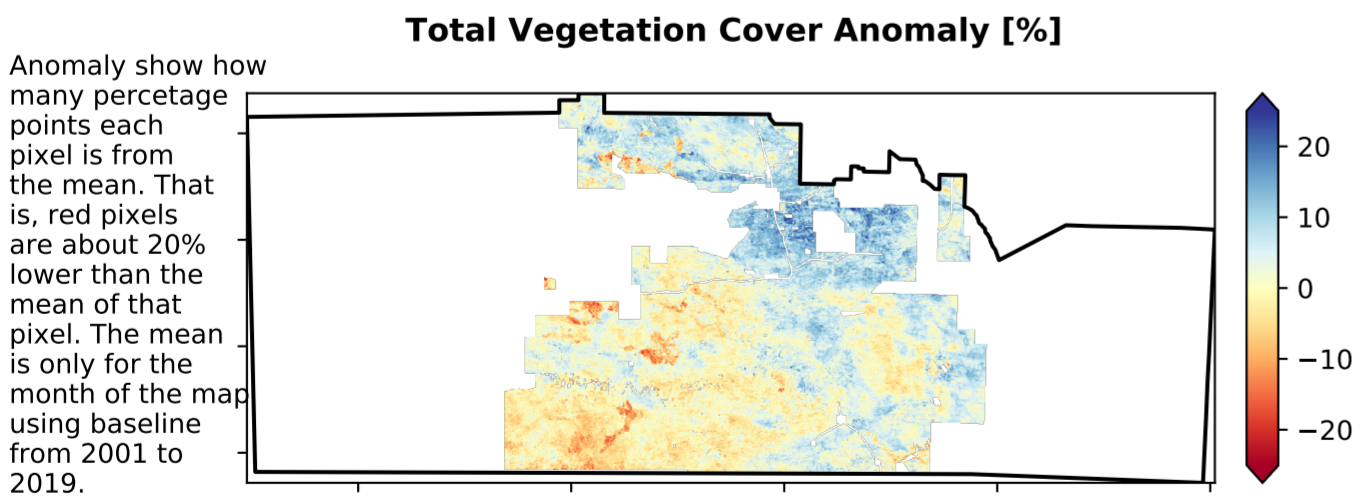 Total Vegetation Cover Anomaly [%]
Anomaly show how
many percetage
points each
pixel is from
the mean. That
is, red pixels
are about 20%
lower than the
mean of that
pixel. The mean
is only for the
month of the map
using baseline
from 2001 to
2019.
20
10
0
−10
−20